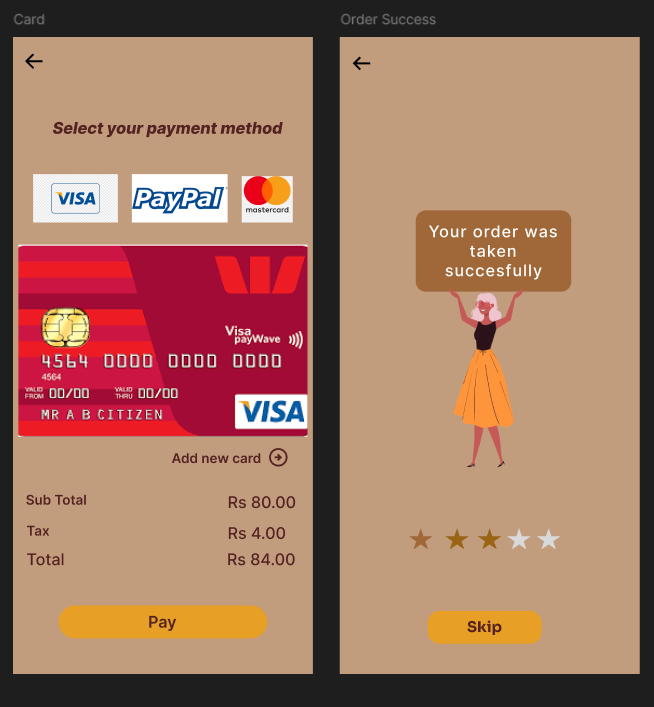 Card
Select your payment method
VISA
PayPal
mastercard
Visa
payWave
4564 0000 0000 0000
4564
VALID
FROM 00/00
VALID
THRU 00/00
MR A B CITIZEN
VISA
Add new card
Sub Total Rs 80.00
Tax Rs 4.00
Total Rs 84.00
Pay
Order Success
Your order was
taken
succesfully
Skip